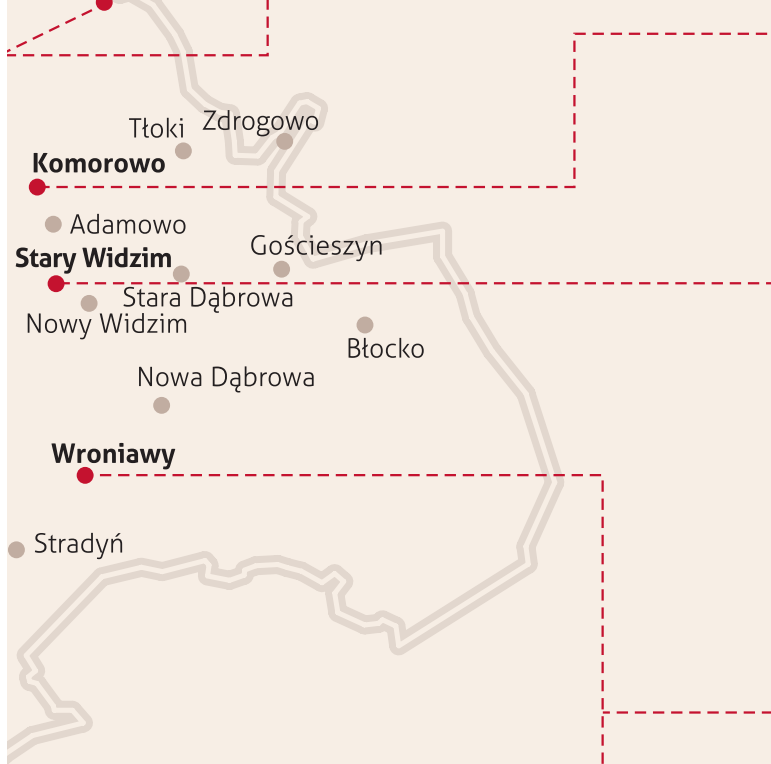 Zdrogowo
Tłoki
Komorowo
Adamowo
Gościeszyn
Stary Widzim
Stara Dąbrowa
Nowy Widzim
Błocko
Nowa Dąbrowa
Wroniawy
Stradyń